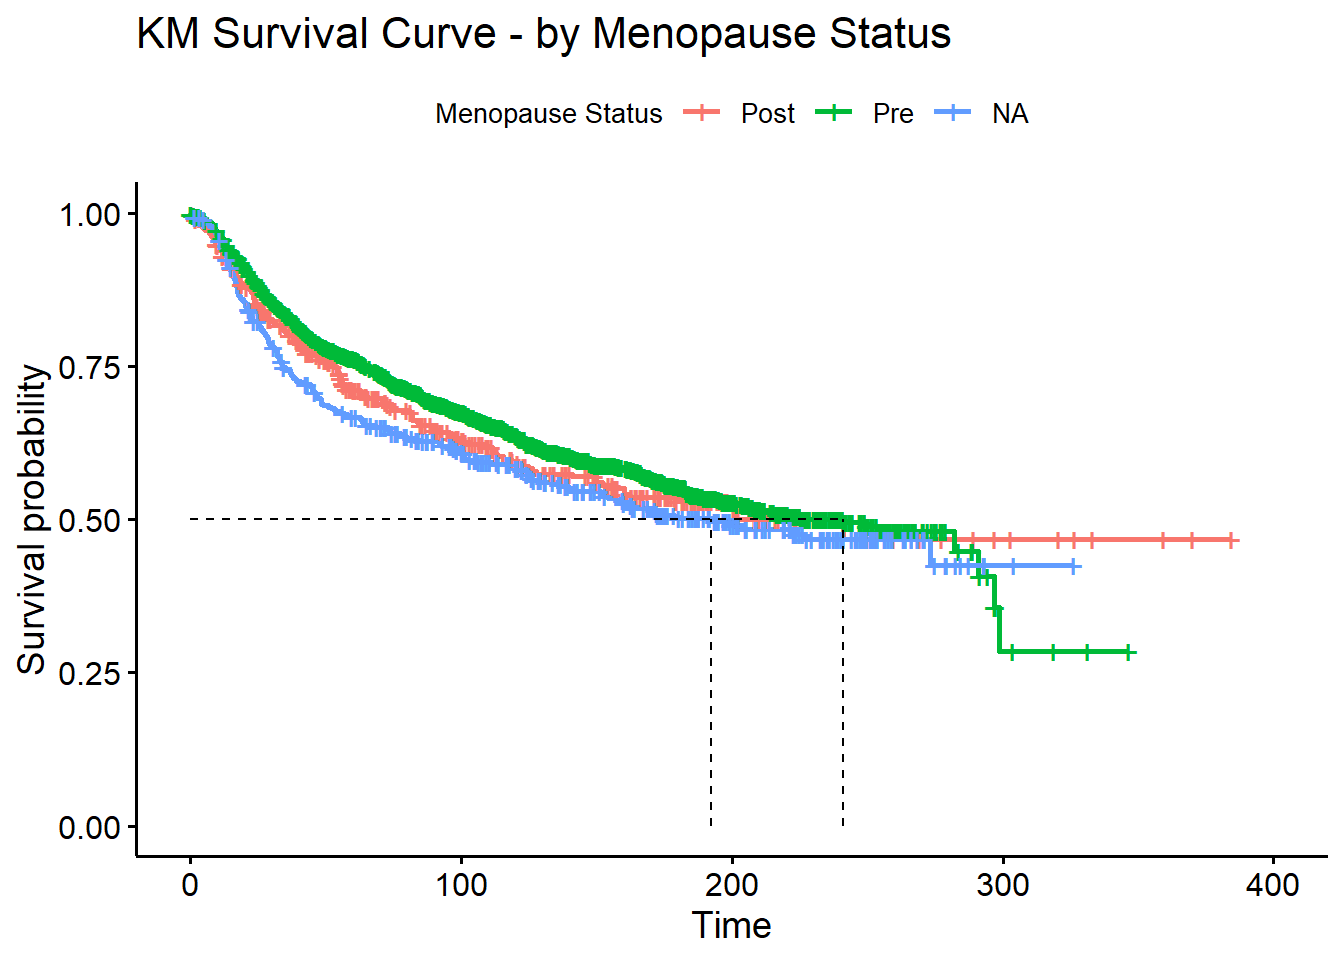 KM Survival Curve - by Menopause Status
Menopause Status Post Pre NA
Survival probability
1.00
0.75
0.50
0.25
0.00
0 100 200 300 400
Time